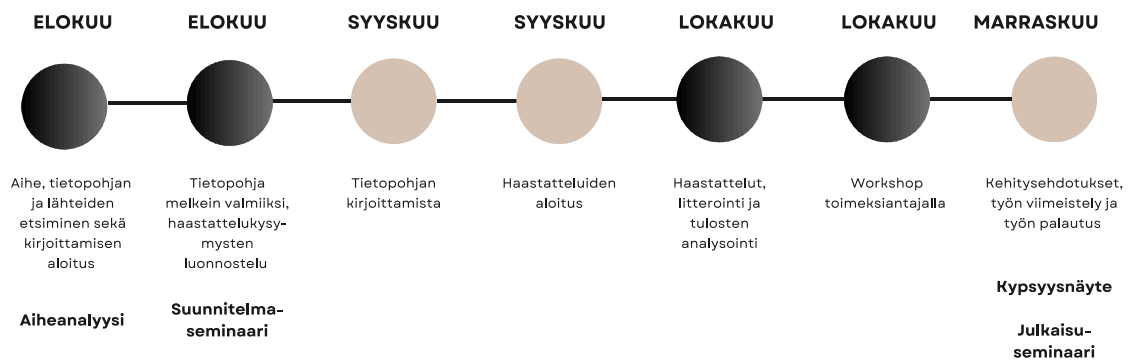 ELOKUU
Aihe, tietopohjan
ja lähteiden
etsiminen sekä
kirjoittamisen
aloitus
Aiheanalyysi
ELOKUU
Tietopohja
melkein valmiiksi,
haastattelukysy-
mysten
luonnostelu
Suunnitelma-
seminaari
SYYSKUU
Tietopohjan
kirjoittamista
SYYSKUU
Haastatteluiden
aloitus
LOKAKUU
Haastattelut,
litterointi ja
tulosten
analysointi
LOKAKUU
Workshop
toimeksiantajalla
MARRASKUU
Kehitysehdotukset,
työn viimeistely ja
työn palautus
Kypsyysnäyte
Julkaisu-
seminaari